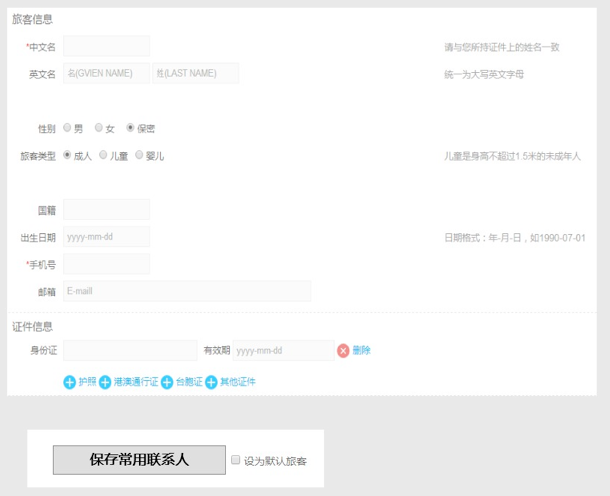 旅客信息
*中文名 请与您所持证件上的姓名一致
英文名 名(GVIEN NAME) 姓(LAST NAME) 统一为大写英文字母
性别 男 女 保密
旅客类型 成人 儿童 婴儿 儿童是身高不超过1.5米的未成年人
国籍
出生日期 yyyy-mm-dd 日期格式：年-月-日，如1990-07-01
*手机号
邮箱 E-maill
证件信息
身份证 有效期 yyyy-mm-dd 删除
护照 港澳通行证 台胞证 其他证件
保存常用联系人 设为默认旅客